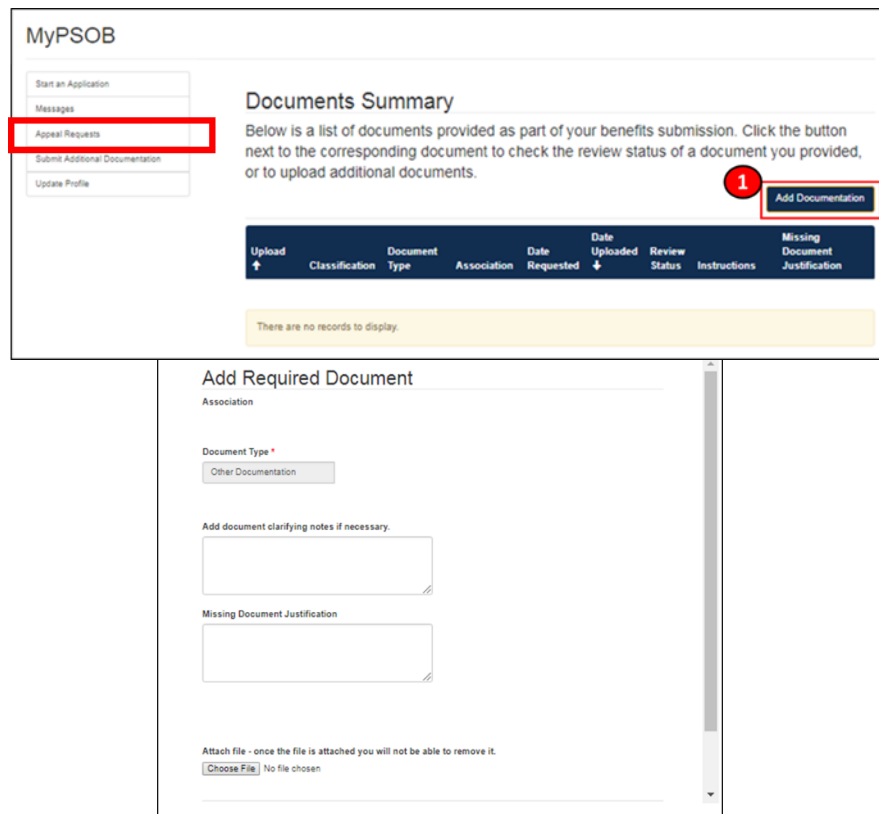 MyPSOB
Start an Application
Messages
Appeal Requests
Submit Additional Documentation
Update Profile
Documents Summary
Below is a list of documents provided as part of your benefits submission. Click the button
next to the corresponding document to check the review status of a document you provided,
or to upload additional documents.
1
Add Documentation
Upload Classification Document Type Association Date Requested Date Uploaded Review Status Instructions Missing Document Justification
There are no records to display.
Add Required Document
Association
Document Type *
Other Documentation
Add document clarifying notes if necessary.
Missing Document Justification
Attach file - once the file is attached you will not be able to remove it.
Choose File No file chosen